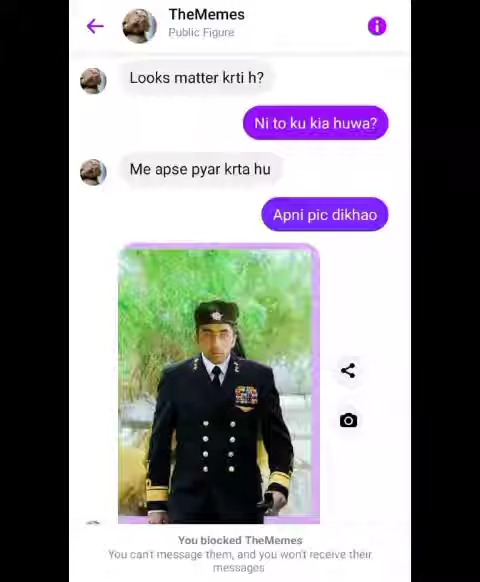 TheMemes
Public Figure
Looks matter krti h?
Ni to ku kia huwa?
Me apse pyar krta hu
Apni pic dikhao
You blocked TheMemes
You can't message them, and you won't receive their
messages